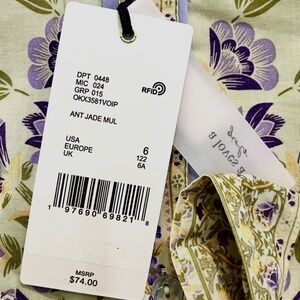 DPT 0448
MIC 024
GRP 015
OKX3581VOIP
RFID
ANT JADE MUL
USA 6
EUROPE 122
UK 6A
1 97690 69821 8
MSRP
$74.00
loves